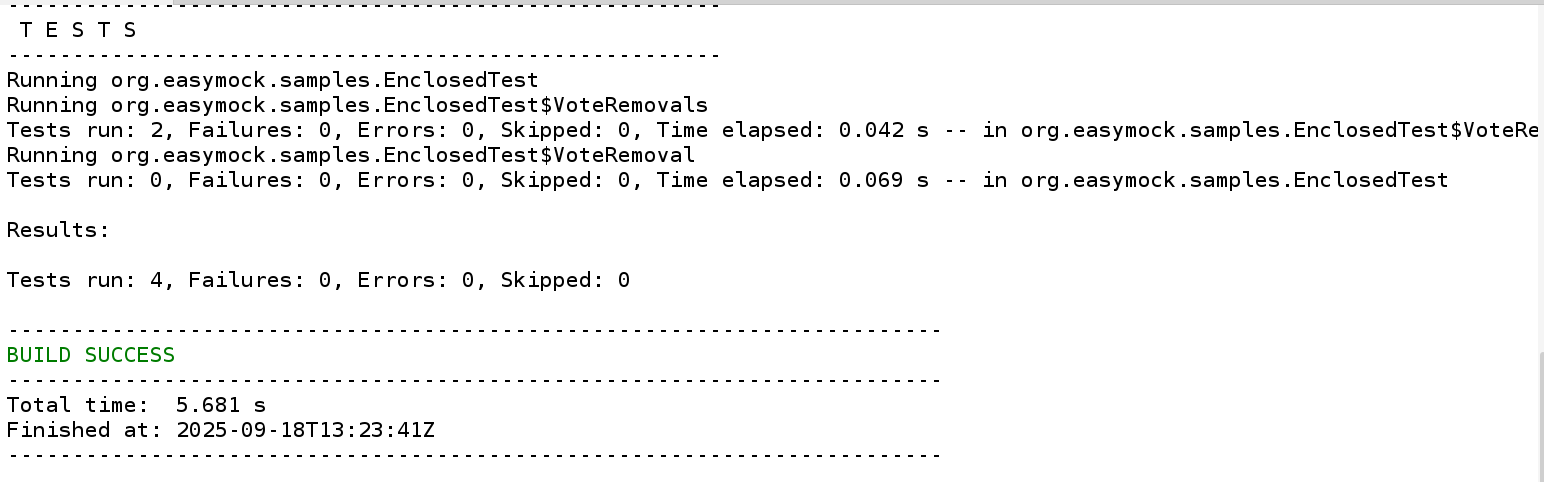 -------------------------------------------------------
 T E S T S
-------------------------------------------------------
Running org.easymock.samples.EnclosedTest
Running org.easymock.samples.EnclosedTest$VoteRemovals
Tests run: 2, Failures: 0, Errors: 0, Skipped: 0, Time elapsed: 0.042 s -- in org.easymock.samples.EnclosedTest$VoteRe
Running org.easymock.samples.EnclosedTest$VoteRemoval
Tests run: 0, Failures: 0, Errors: 0, Skipped: 0, Time elapsed: 0.069 s -- in org.easymock.samples.EnclosedTest

Results:

Tests run: 4, Failures: 0, Errors: 0, Skipped: 0

------------------------------------------------------------------------
BUILD SUCCESS
------------------------------------------------------------------------
Total time:  5.681 s
Finished at: 2025-09-18T13:23:41Z
------------------------------------------------------------------------